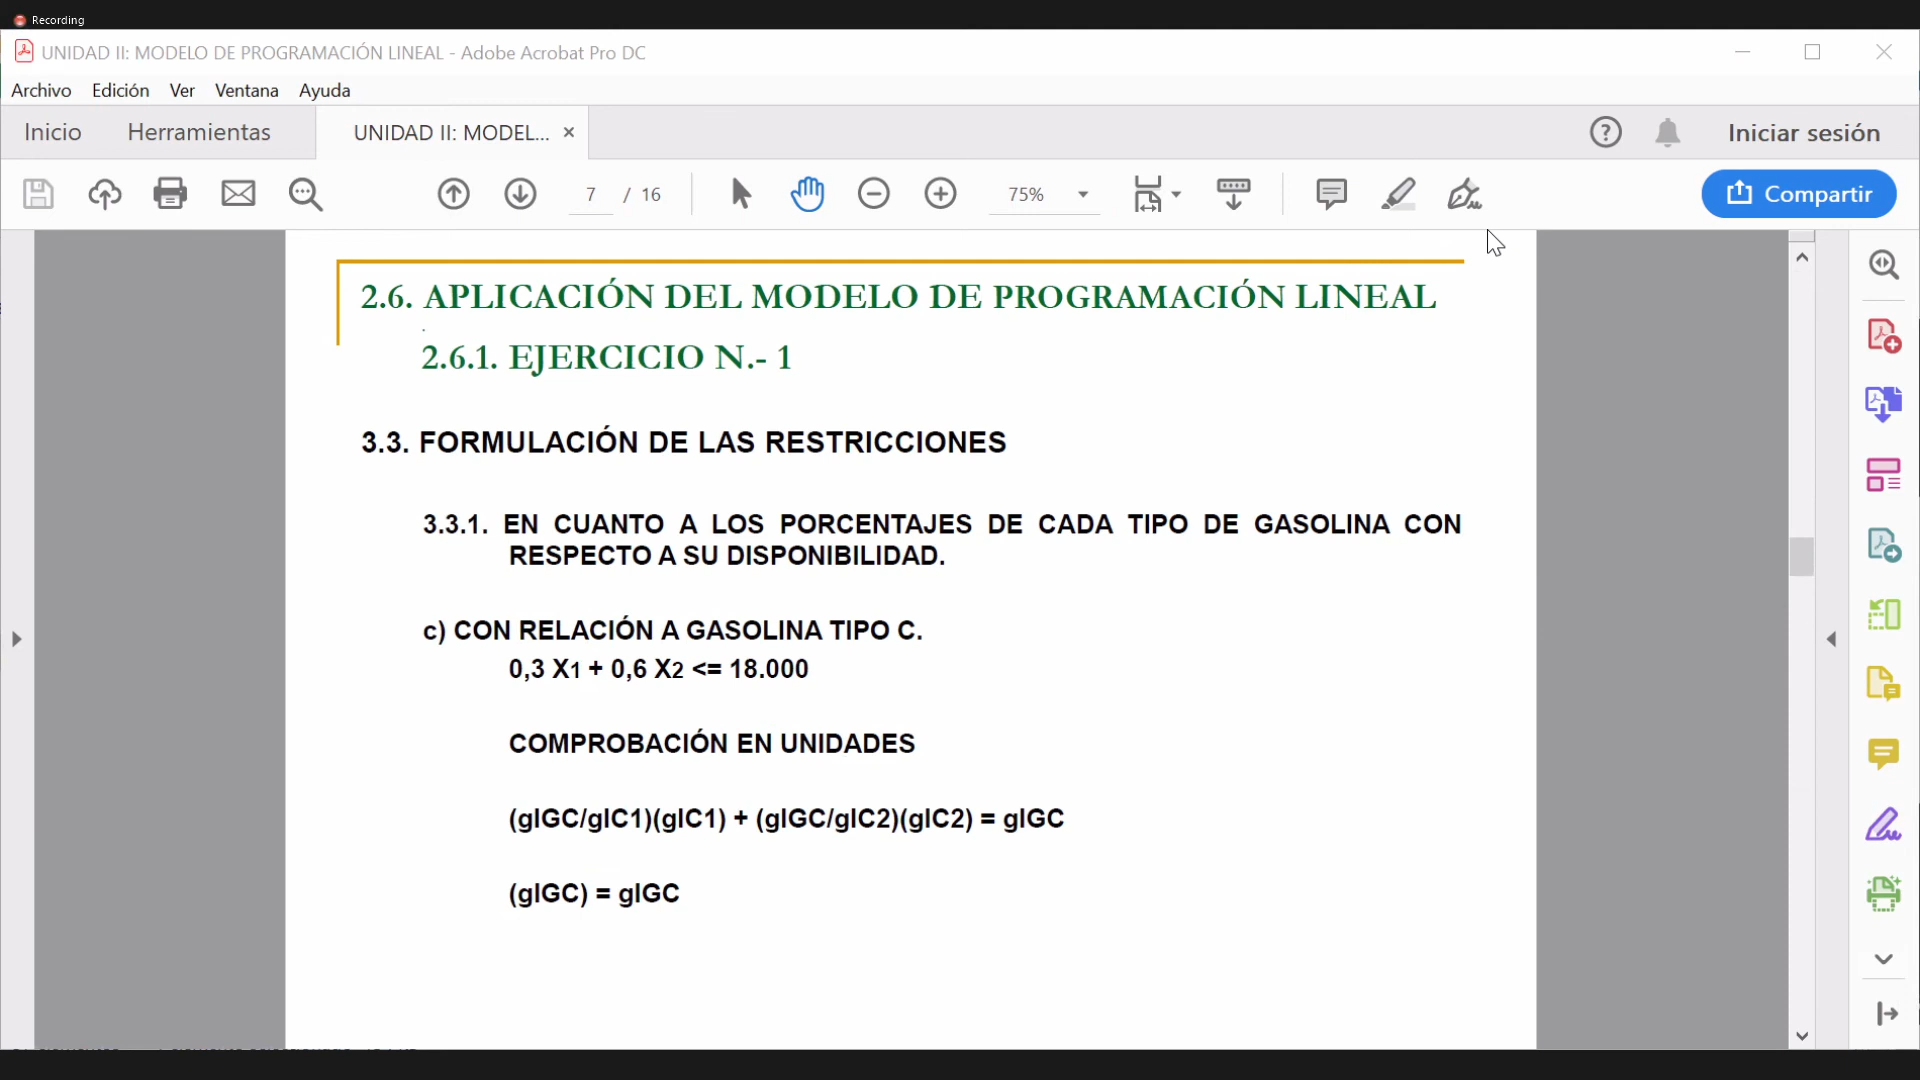 Recording
UNIDAD II: MODELO DE PROGRAMACIÓN LINEAL - Adobe Acrobat Pro DC
Archivo Edición Ver Ventana Ayuda
Inicio Herramientas UNIDAD II: MODEL... × Iniciar sesión
7 / 16 75% Compartir
2.6. APLICACIÓN DEL MODELO DE PROGRAMACIÓN LINEAL
2.6.1. EJERCICIO N.- 1
3.3. FORMULACIÓN DE LAS RESTRICCIONES
3.3.1. EN CUANTO A LOS PORCENTAJES DE CADA TIPO DE GASOLINA CON
RESPECTO A SU DISPONIBILIDAD.
c) CON RELACIÓN A GASOLINA TIPO C.
0,3 X1 + 0,6 X2 <= 18.000
COMPROBACIÓN EN UNIDADES
(glGC/glC1)(glC1) + (glGC/glC2)(glC2) = glGC
(glGC) = glGC